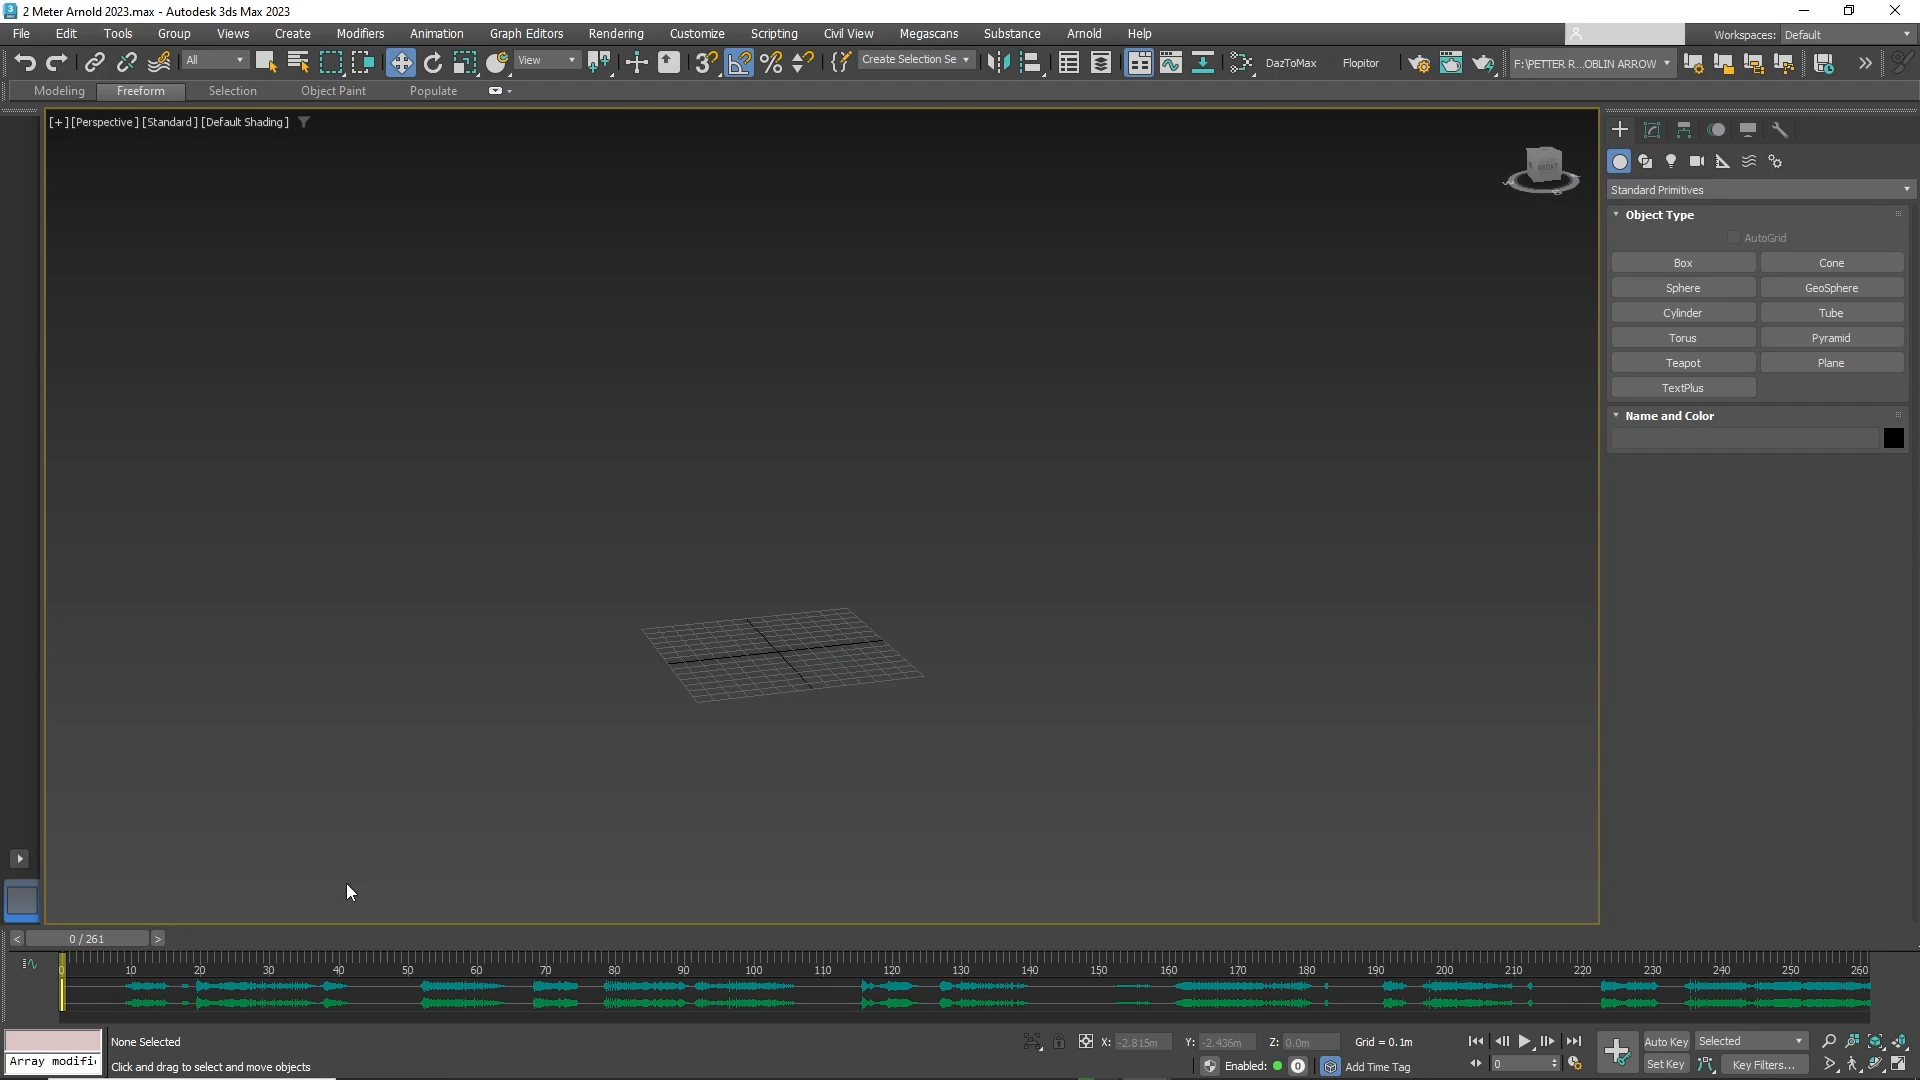 2 Meter Arnold 2023.max - Autodesk 3ds Max 2023
File Edit Tools Group Views Create Modifiers Animation Graph Editors Rendering Customize Scripting Civil View Megascans Substance Arnold Help Workspaces: Default
All View Create Selection Se DazToMax Flopitor F:\PETTER R...OBLIN ARROW
Modeling Freeform Selection Object Paint Populate
[+] [Perspective] [Standard] [Default Shading]
FRONT
Standard Primitives
Object Type
AutoGrid
Box Cone
Sphere GeoSphere
Cylinder Tube
Torus Pyramid
Teapot Plane
TextPlus
Name and Color
< 0 / 261 >
0 10 20 30 40 50 60 70 80 90 100 110 120 130 140 150 160 170 180 190 200 210 220 230 240 250 260
None Selected X: -2.815m Y: -2.436m Z: 0.0m Grid = 0.1m Auto Key Selected
Array modifi Click and drag to select and move objects Enabled: 0 Add Time Tag 0 Set Key Key Filters...